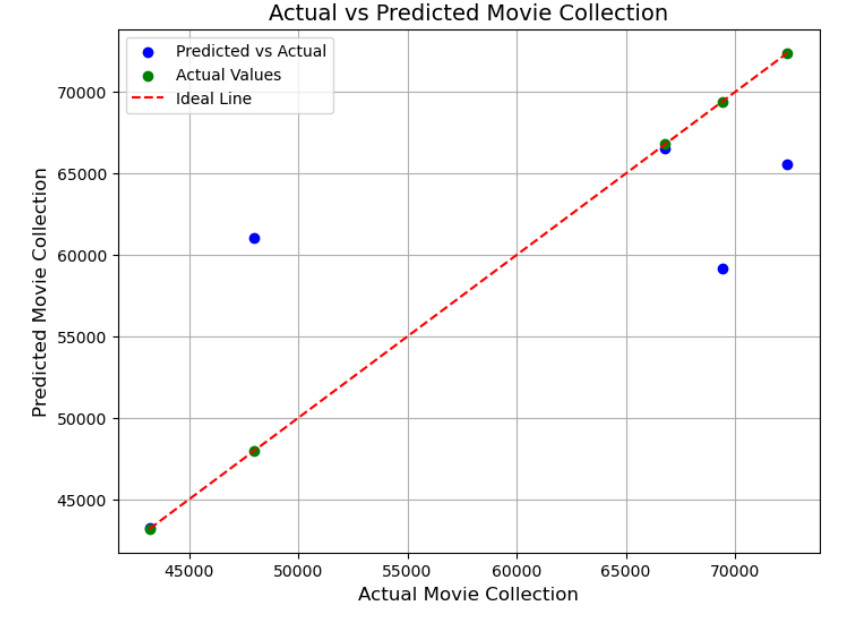 Actual vs Predicted Movie Collection
Predicted vs Actual
Actual Values
Ideal Line
70000
65000
60000
55000
50000
45000
Predicted Movie Collection
45000 50000 55000 60000 65000 70000
Actual Movie Collection